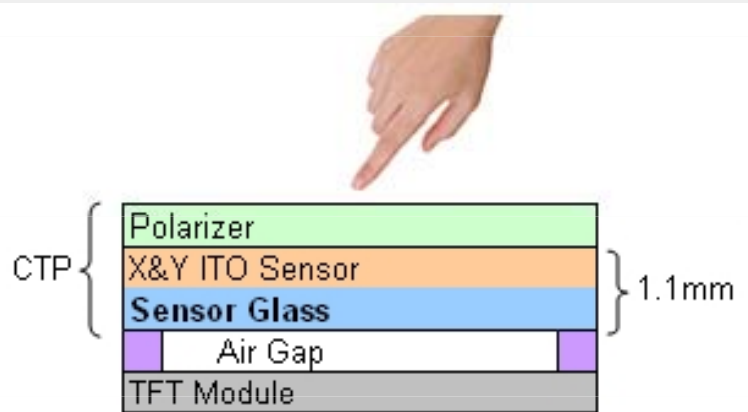 Polarizer
CTP
X&Y ITO Sensor
1.1mm
Sensor Glass
Air Gap
TFT Module